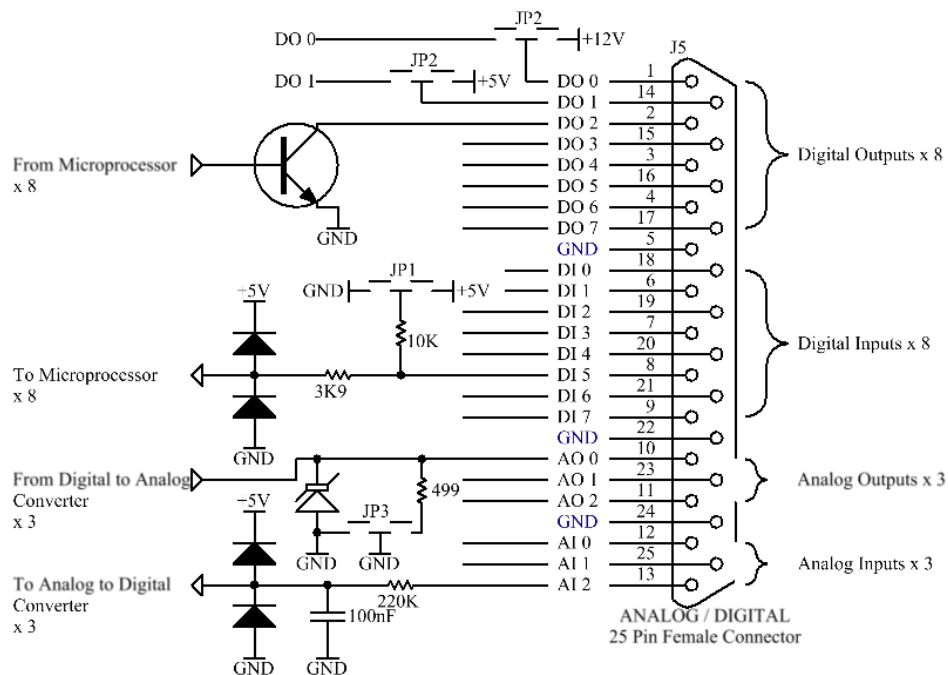 JP2
DO 0
+12V
JP2
J5
DO 1
+5V
DO 0 1
DO 1 14
DO 2 2
DO 3 15
DO 4 3
DO 5 16
DO 6 4
DO 7 17
GND 5
DI 0 18
DI 1 6
DI 2 19
DI 3 7
DI 4 20
DI 5 8
DI 6 21
DI 7 9
GND 22
AO 0 10
AO 1 23
AO 2 11
GND 24
AI 0 12
AI 1 25
AI 2 13
Digital Outputs x 8
Digital Inputs x 8
Analog Outputs x 3
Analog Inputs x 3
ANALOG / DIGITAL
25 Pin Female Connector
From Microprocessor
x 8
GND
JP1
GND
+5V
10K
+5V
To Microprocessor
x 8
3K9
GND
From Digital to Analog
Converter
x 3
499
JP3
GND
GND
+5V
To Analog to Digital
Converter
x 3
220K
100nF
GND
GND